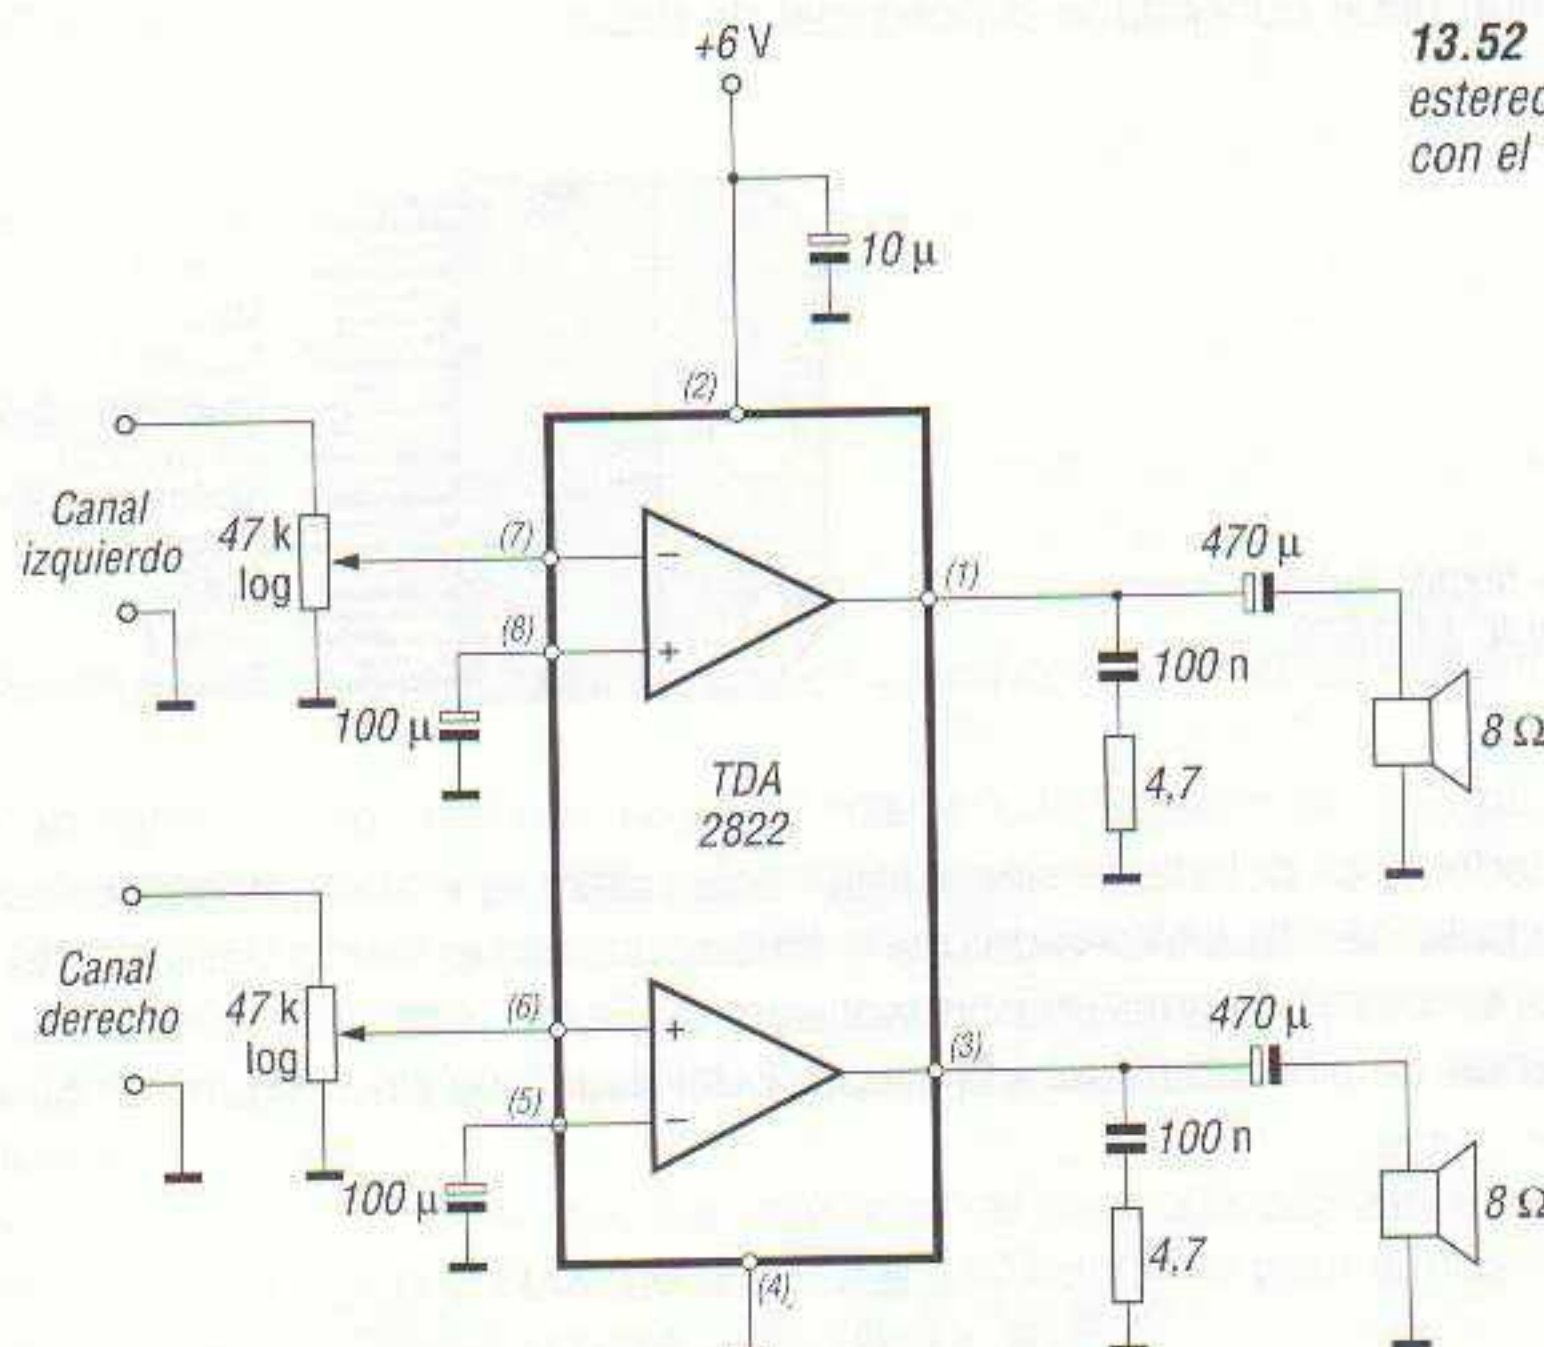 +6 V
13.52
estereo
con el
10 µ
(2)
Canal
izquierdo
47 k
log
(7)
−
(8)
+
100 µ
(1)
470 µ
100 n
4,7
8 Ω
TDA
2822
Canal
derecho
47 k
log
(6)
+
(5)
−
100 µ
(3)
470 µ
100 n
4,7
8 Ω
(4)